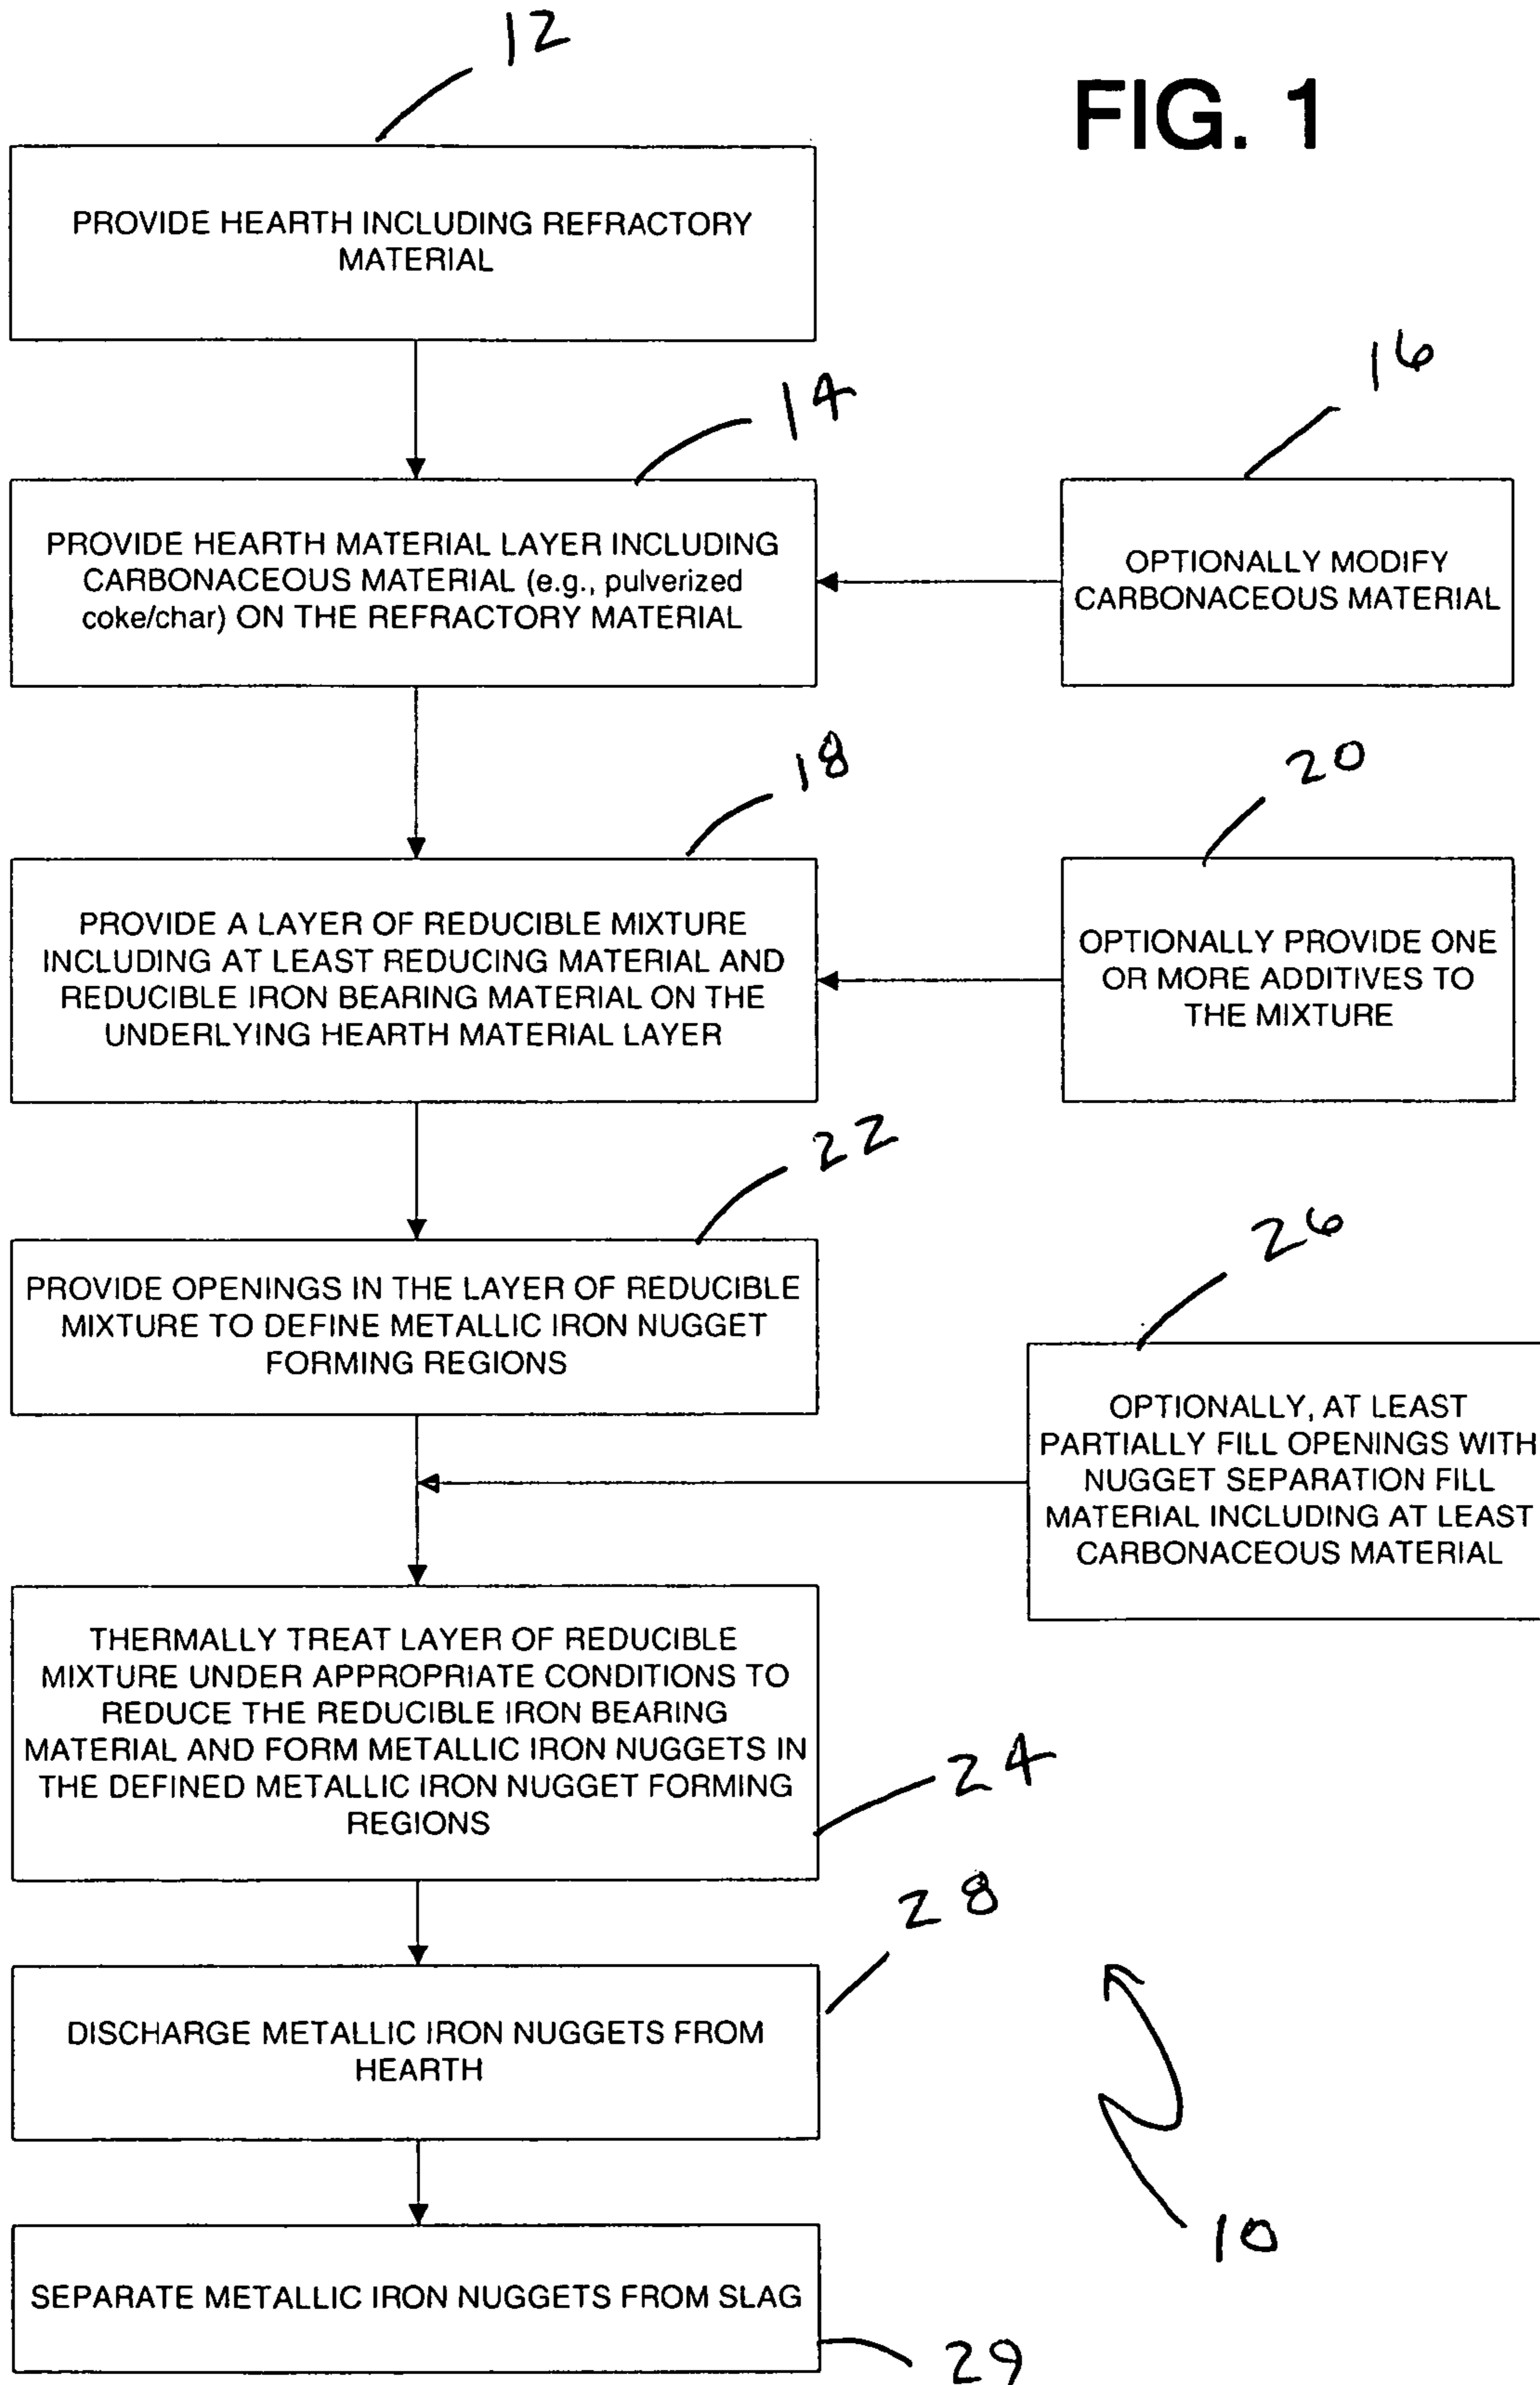 12
FIG. 1
PROVIDE HEARTH INCLUDING REFRACTORY
MATERIAL
14
16
PROVIDE HEARTH MATERIAL LAYER INCLUDING
CARBONACEOUS MATERIAL (e.g., pulverized
coke/char) ON THE REFRACTORY MATERIAL
OPTIONALLY MODIFY
CARBONACEOUS MATERIAL
18
20
PROVIDE A LAYER OF REDUCIBLE MIXTURE
INCLUDING AT LEAST REDUCING MATERIAL AND
REDUCIBLE IRON BEARING MATERIAL ON THE
UNDERLYING HEARTH MATERIAL LAYER
OPTIONALLY PROVIDE ONE
OR MORE ADDITIVES TO
THE MIXTURE
22
PROVIDE OPENINGS IN THE LAYER OF REDUCIBLE
MIXTURE TO DEFINE METALLIC IRON NUGGET
FORMING REGIONS
26
OPTIONALLY, AT LEAST
PARTIALLY FILL OPENINGS WITH
NUGGET SEPARATION FILL
MATERIAL INCLUDING AT LEAST
CARBONACEOUS MATERIAL
THERMALLY TREAT LAYER OF REDUCIBLE
MIXTURE UNDER APPROPRIATE CONDITIONS TO
REDUCE THE REDUCIBLE IRON BEARING
MATERIAL AND FORM METALLIC IRON NUGGETS IN
THE DEFINED METALLIC IRON NUGGET FORMING
REGIONS
24
28
DISCHARGE METALLIC IRON NUGGETS FROM
HEARTH
10
SEPARATE METALLIC IRON NUGGETS FROM SLAG
29